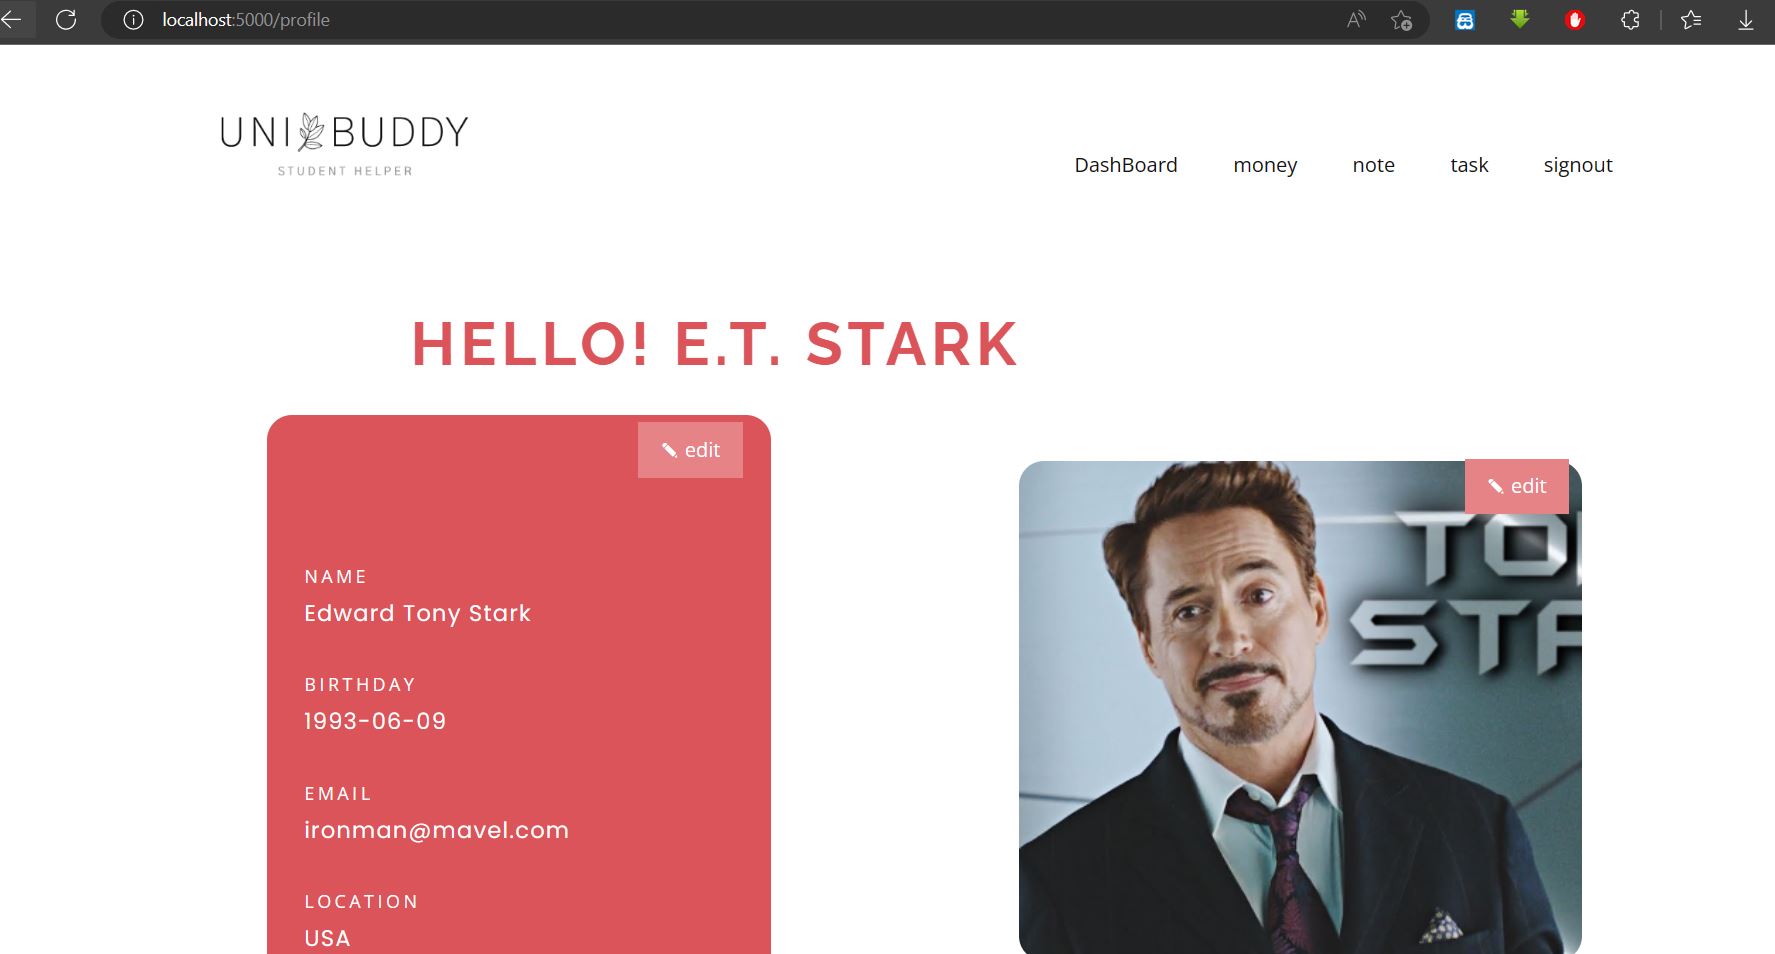 localhost:5000/profile
UNI BUDDY
STUDENT HELPER
DashBoard money note task signout
HELLO! E.T. STARK
edit
NAME
Edward Tony Stark
BIRTHDAY
1993-06-09
EMAIL
ironman@mavel.com
LOCATION
USA
edit
TO
STA